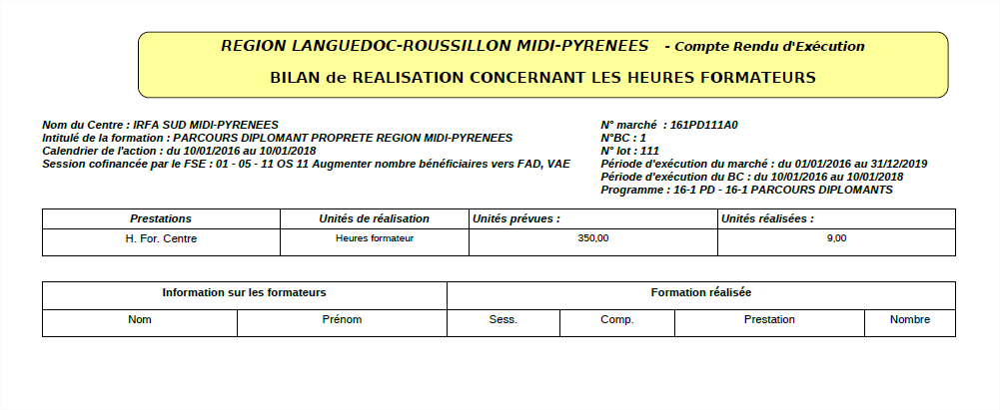 REGION LANGUEDOC-ROUSSILLON MIDI-PYRENEES - Compte Rendu d'Exécution
BILAN de REALISATION CONCERNANT LES HEURES FORMATEURS
Nom du Centre : IRFA SUD MIDI-PYRENEES
Intitulé de la formation : PARCOURS DIPLOMANT PROPRETE REGION MIDI-PYRENEES
Calendrier de l'action : du 10/01/2016 au 10/01/2018
Session cofinancée par le FSE : 01 - 05 - 11 OS 11 Augmenter nombre bénéficiaires vers FAD, VAE
N° marché : 161PD111A0
N°BC : 1
N° lot : 111
Période d'exécution du marché : du 01/01/2016 au 31/12/2019
Période d'exécution du BC : du 10/01/2016 au 10/01/2018
Programme : 16-1 PD - 16-1 PARCOURS DIPLOMANTS
Prestations Unités de réalisation Unités prévues : Unités réalisées :
H. For. Centre Heures formateur 350,00 9,00
Information sur les formateurs Formation réalisée
Nom Prénom Sess. Comp. Prestation Nombre